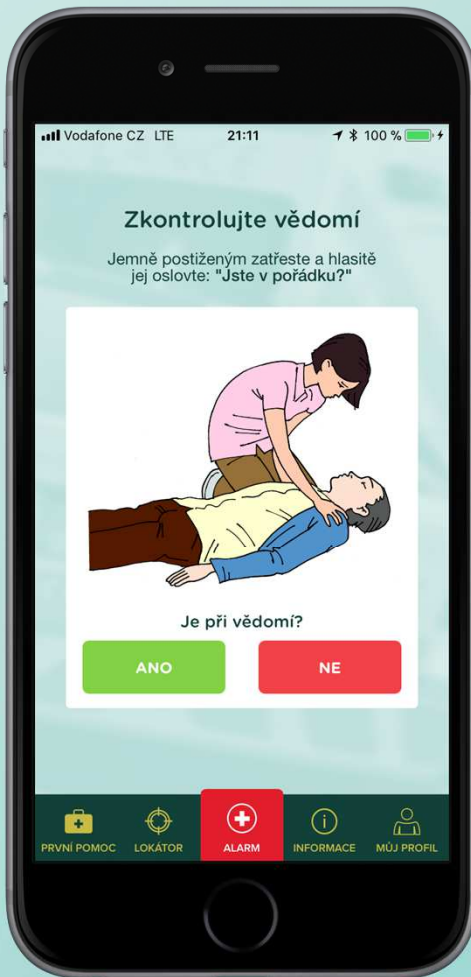 Vodafone CZ LTE 21:11 100 %
Zkontrolujte vědomí
Jemně postiženým zatřeste a hlasitě
jej oslovte: "Jste v pořádku?"
Je při vědomí?
ANO NE
PRVNÍ POMOC LOKÁTOR ALARM INFORMACE MŮJ PROFIL